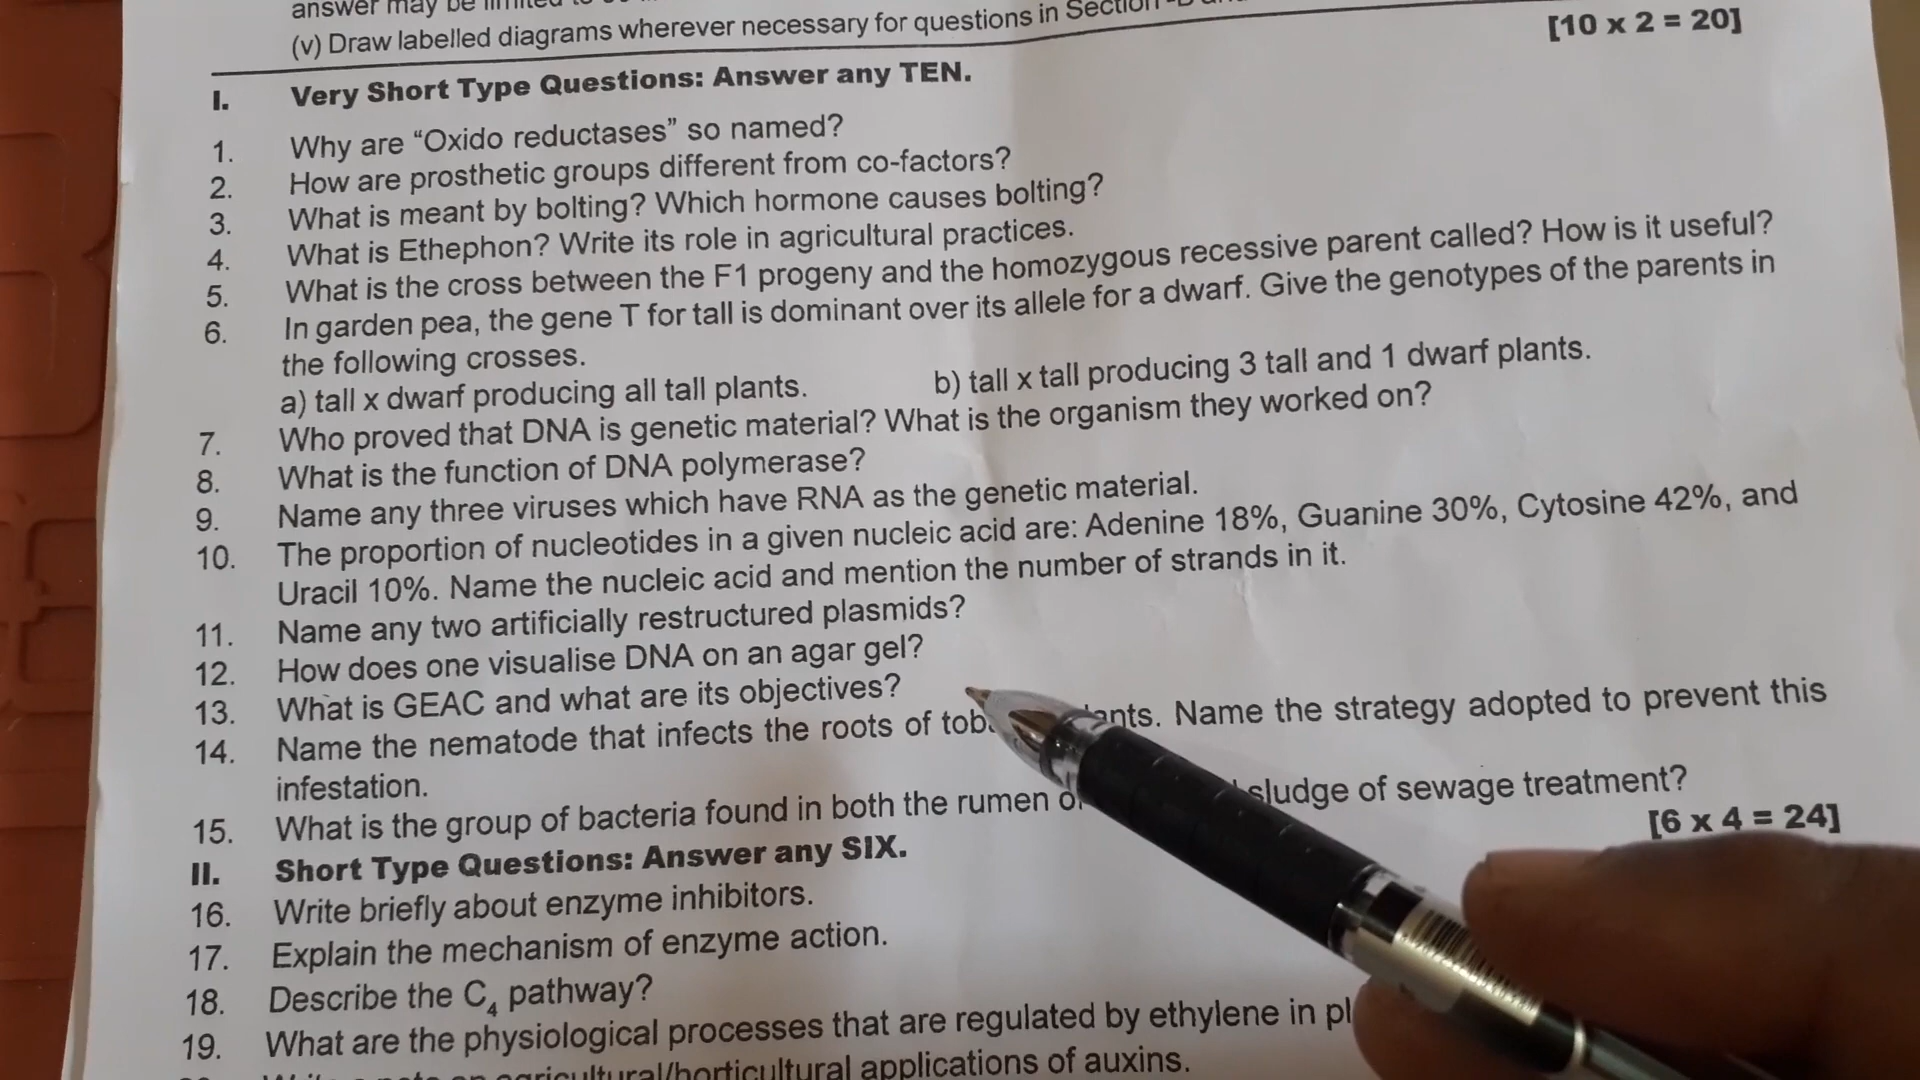 answer may be limited to
(v) Draw labelled diagrams wherever necessary for questions in Section
[10 x 2 = 20]
I. Very Short Type Questions: Answer any TEN.
1. Why are “Oxido reductases” so named?
2. How are prosthetic groups different from co-factors?
3. What is meant by bolting? Which hormone causes bolting?
4. What is Ethephon? Write its role in agricultural practices.
5. What is the cross between the F1 progeny and the homozygous recessive parent called? How is it useful?
6. In garden pea, the gene T for tall is dominant over its allele for a dwarf. Give the genotypes of the parents in
the following crosses.
a) tall x dwarf producing all tall plants. b) tall x tall producing 3 tall and 1 dwarf plants.
7. Who proved that DNA is genetic material? What is the organism they worked on?
8. What is the function of DNA polymerase?
9. Name any three viruses which have RNA as the genetic material.
10. The proportion of nucleotides in a given nucleic acid are: Adenine 18%, Guanine 30%, Cytosine 42%, and
Uracil 10%. Name the nucleic acid and mention the number of strands in it.
11. Name any two artificially restructured plasmids?
12. How does one visualise DNA on an agar gel?
13. What is GEAC and what are its objectives?
14. Name the nematode that infects the roots of Name the strategy adopted to prevent this
infestation.
15. What is the group of bacteria found in both the rumen sludge of sewage treatment?
[6 x 4 = 24]
II. Short Type Questions: Answer any SIX.
16. Write briefly about enzyme inhibitors.
17. Explain the mechanism of enzyme action.
18. Describe the C4 pathway?
19. What are the physiological processes that are regulated by ethylene in
agricultural/horticultural applications of auxins.